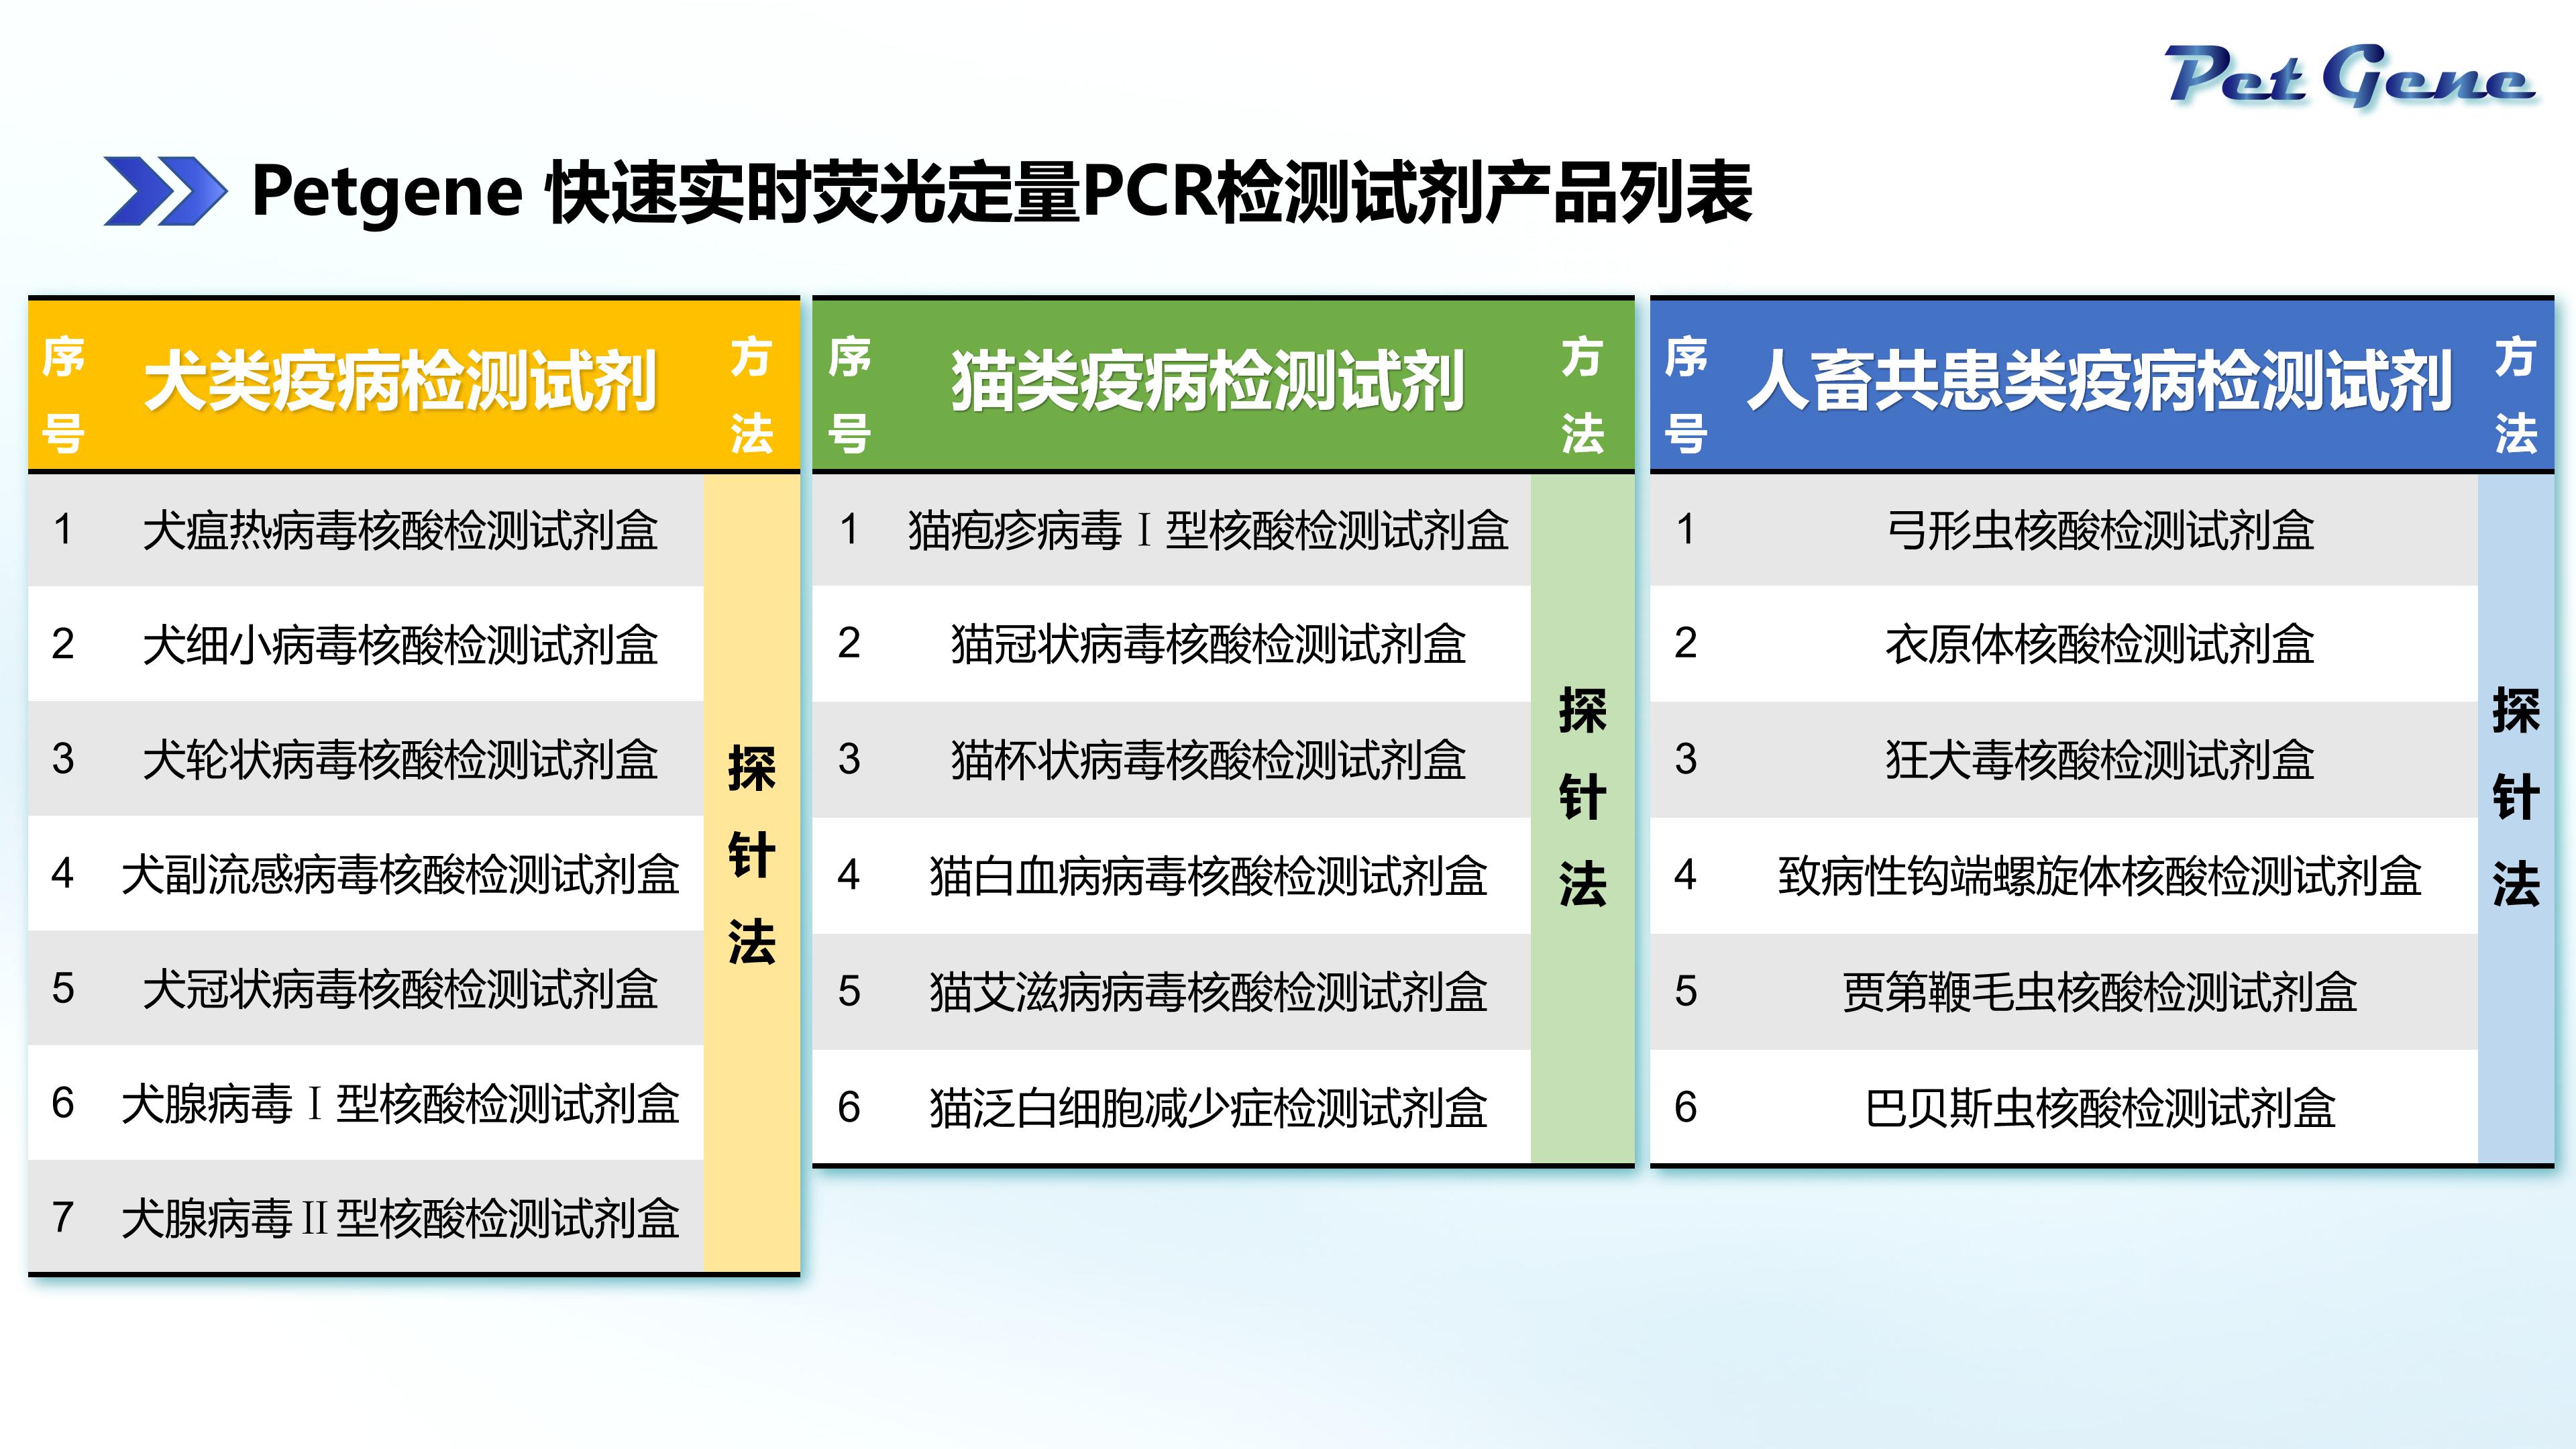 Pet Gene
Petgene 快速实时荧光定量PCR检测试剂产品列表
序号 犬类疫病检测试剂 方法
1 犬瘟热病毒核酸检测试剂盒
2 犬细小病毒核酸检测试剂盒
3 犬轮状病毒核酸检测试剂盒
4 犬副流感病毒核酸检测试剂盒
5 犬冠状病毒核酸检测试剂盒
6 犬腺病毒Ⅰ型核酸检测试剂盒
7 犬腺病毒Ⅱ型核酸检测试剂盒
探针法
序号 猫类疫病检测试剂 方法
1 猫疱疹病毒Ⅰ型核酸检测试剂盒
2 猫冠状病毒核酸检测试剂盒
3 猫杯状病毒核酸检测试剂盒
4 猫白血病病毒核酸检测试剂盒
5 猫艾滋病病毒核酸检测试剂盒
6 猫泛白细胞减少症检测试剂盒
探针法
序号 人畜共患类疫病检测试剂 方法
1 弓形虫核酸检测试剂盒
2 衣原体核酸检测试剂盒
3 狂犬毒核酸检测试剂盒
4 致病性钩端螺旋体核酸检测试剂盒
5 贾第鞭毛虫核酸检测试剂盒
6 巴贝斯虫核酸检测试剂盒
探针法